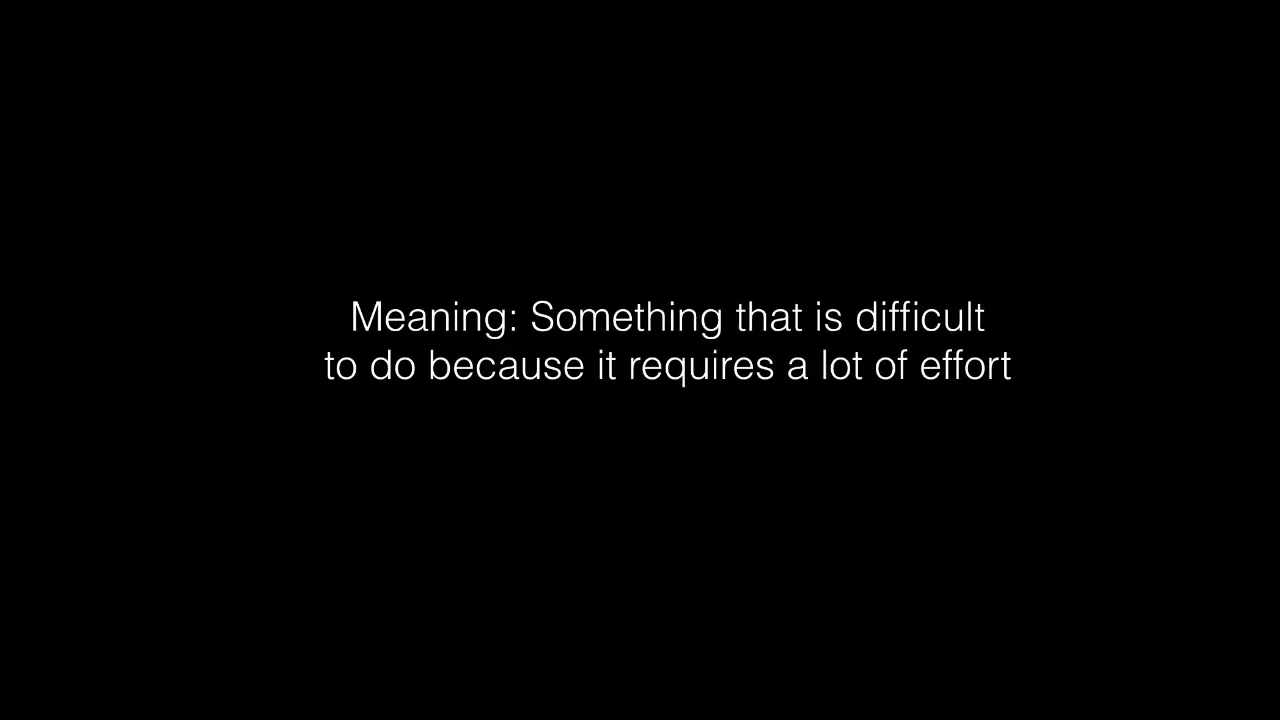 Meaning: Something that is difficult
to do because it requires a lot of effort